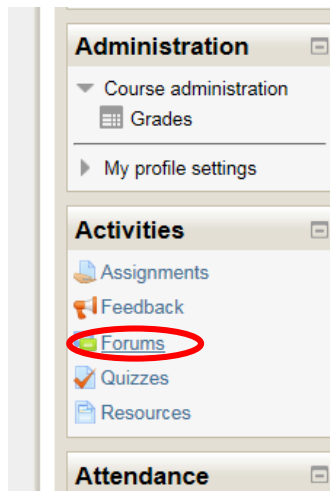 Administration
Course administration
Grades
My profile settings
Activities
Assignments
Feedback
Forums
Quizzes
Resources
Attendance